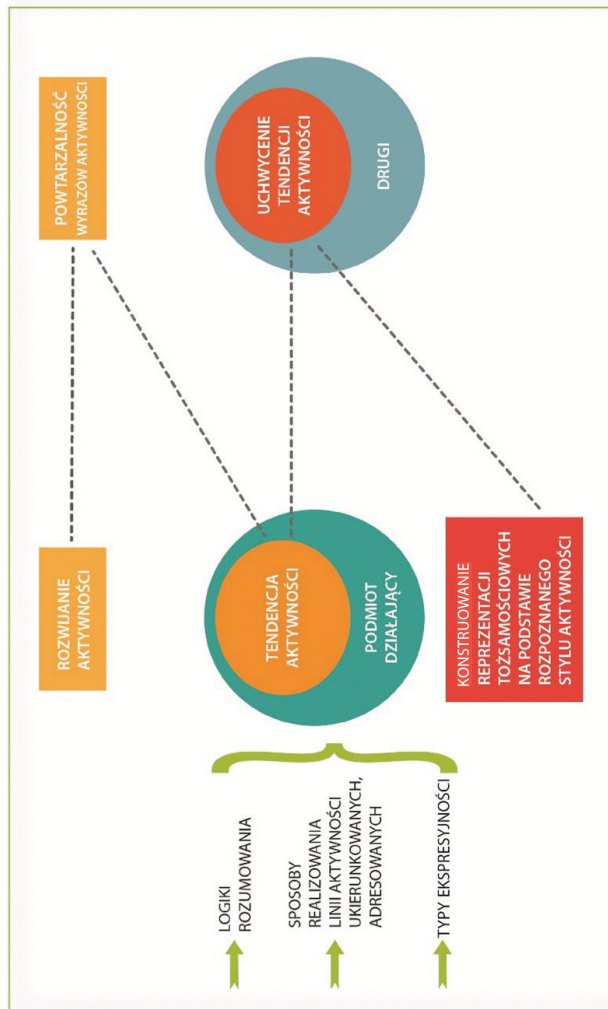 ROZWIJANIE
AKTYWNOŚCI
POWTARZALNOŚĆ
WYRAZÓW AKTYWNOŚCI
LOGIKI
ROZUMOWANIA
SPOSOBY
REALIZOWANIA
LINII AKTYWNOŚCI
UKIERUNKOWANYCH,
ADRESOWANYCH
TYPY EKSPRESYJNOŚCI
TENDENCJA
AKTYWNOŚCI
PODMIOT
DZIAŁAJĄCY
UCHWYCENIE
TENDENCJI
AKTYWNOŚCI
DRUGI
KONSTRUOWANIE
REPREZENTACJI
TOŻSAMOŚCIOWYCH
NA PODSTAWIE
ROZPOZNANEGO
STYLU AKTYWNOŚCI